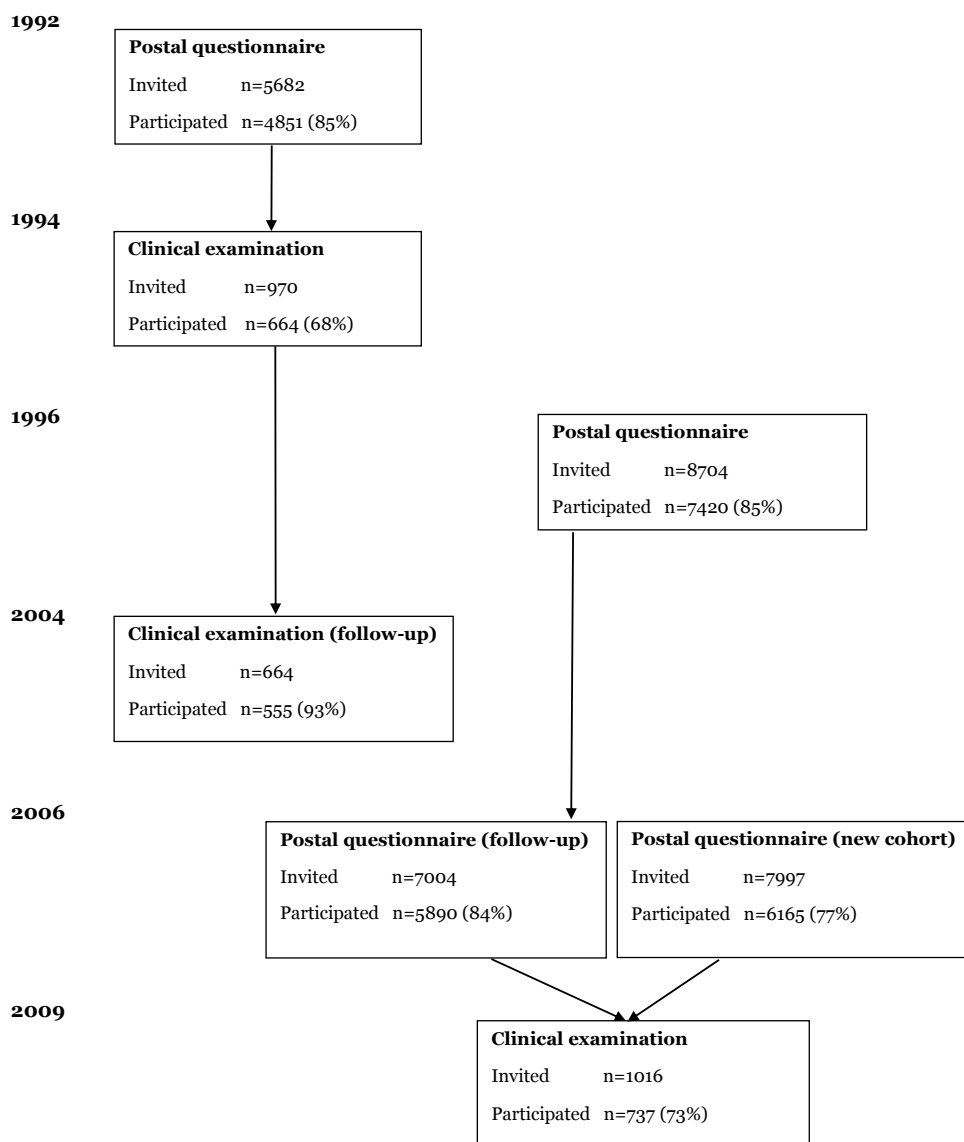 1992
Postal questionnaire
Invited n=5682
Participated n=4851 (85%)
1994
Clinical examination
Invited n=970
Participated n=664 (68%)
1996
Postal questionnaire
Invited n=8704
Participated n=7420 (85%)
2004
Clinical examination (follow-up)
Invited n=664
Participated n=555 (93%)
2006
Postal questionnaire (follow-up)
Invited n=7004
Participated n=5890 (84%)
Postal questionnaire (new cohort)
Invited n=7997
Participated n=6165 (77%)
2009
Clinical examination
Invited n=1016
Participated n=737 (73%)